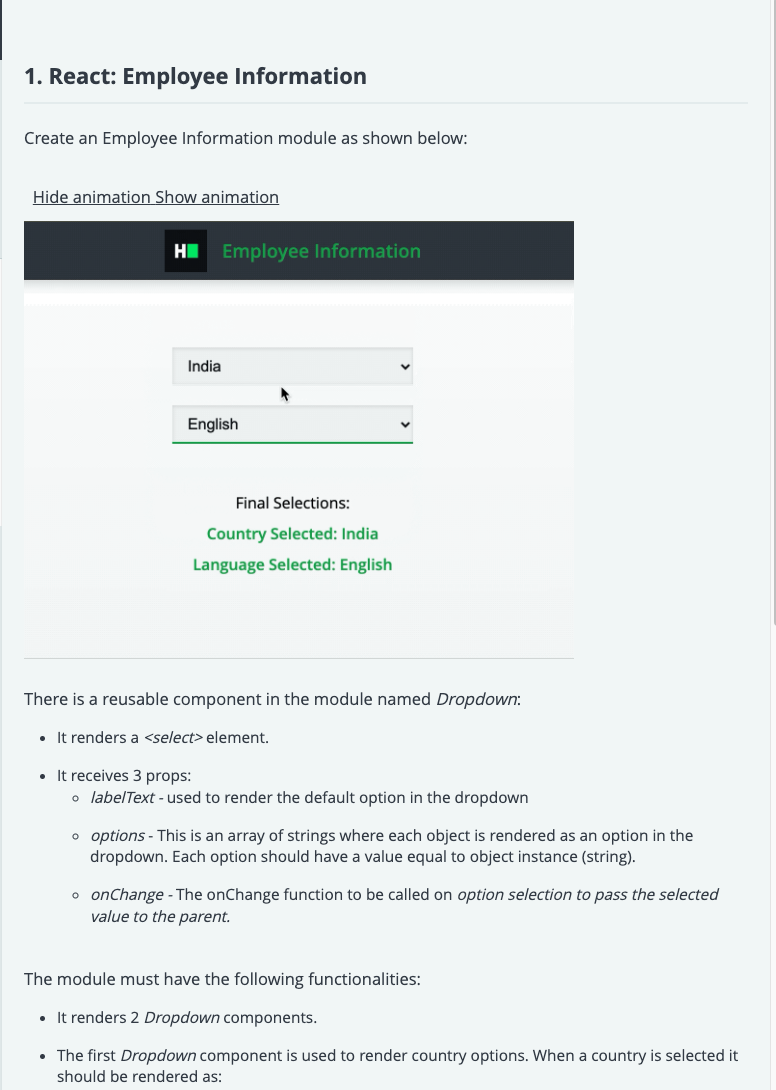 1. React: Employee Information
Create an Employee Information module as shown below:
Hide animation Show animation
H
Employee Information
India
English
Final Selections:
Country Selected: India
Language Selected: English
There is a reusable component in the module named Dropdown:
• It renders a <select> element.
• It receives 3 props:
◦ labelText - used to render the default option in the dropdown
◦ options - This is an array of strings where each object is rendered as an option in the
dropdown. Each option should have a value equal to object instance (string).
◦ onChange - The onChange function to be called on option selection to pass the selected
value to the parent.
The module must have the following functionalities:
• It renders 2 Dropdown components.
• The first Dropdown component is used to render country options. When a country is selected it
should be rendered as: